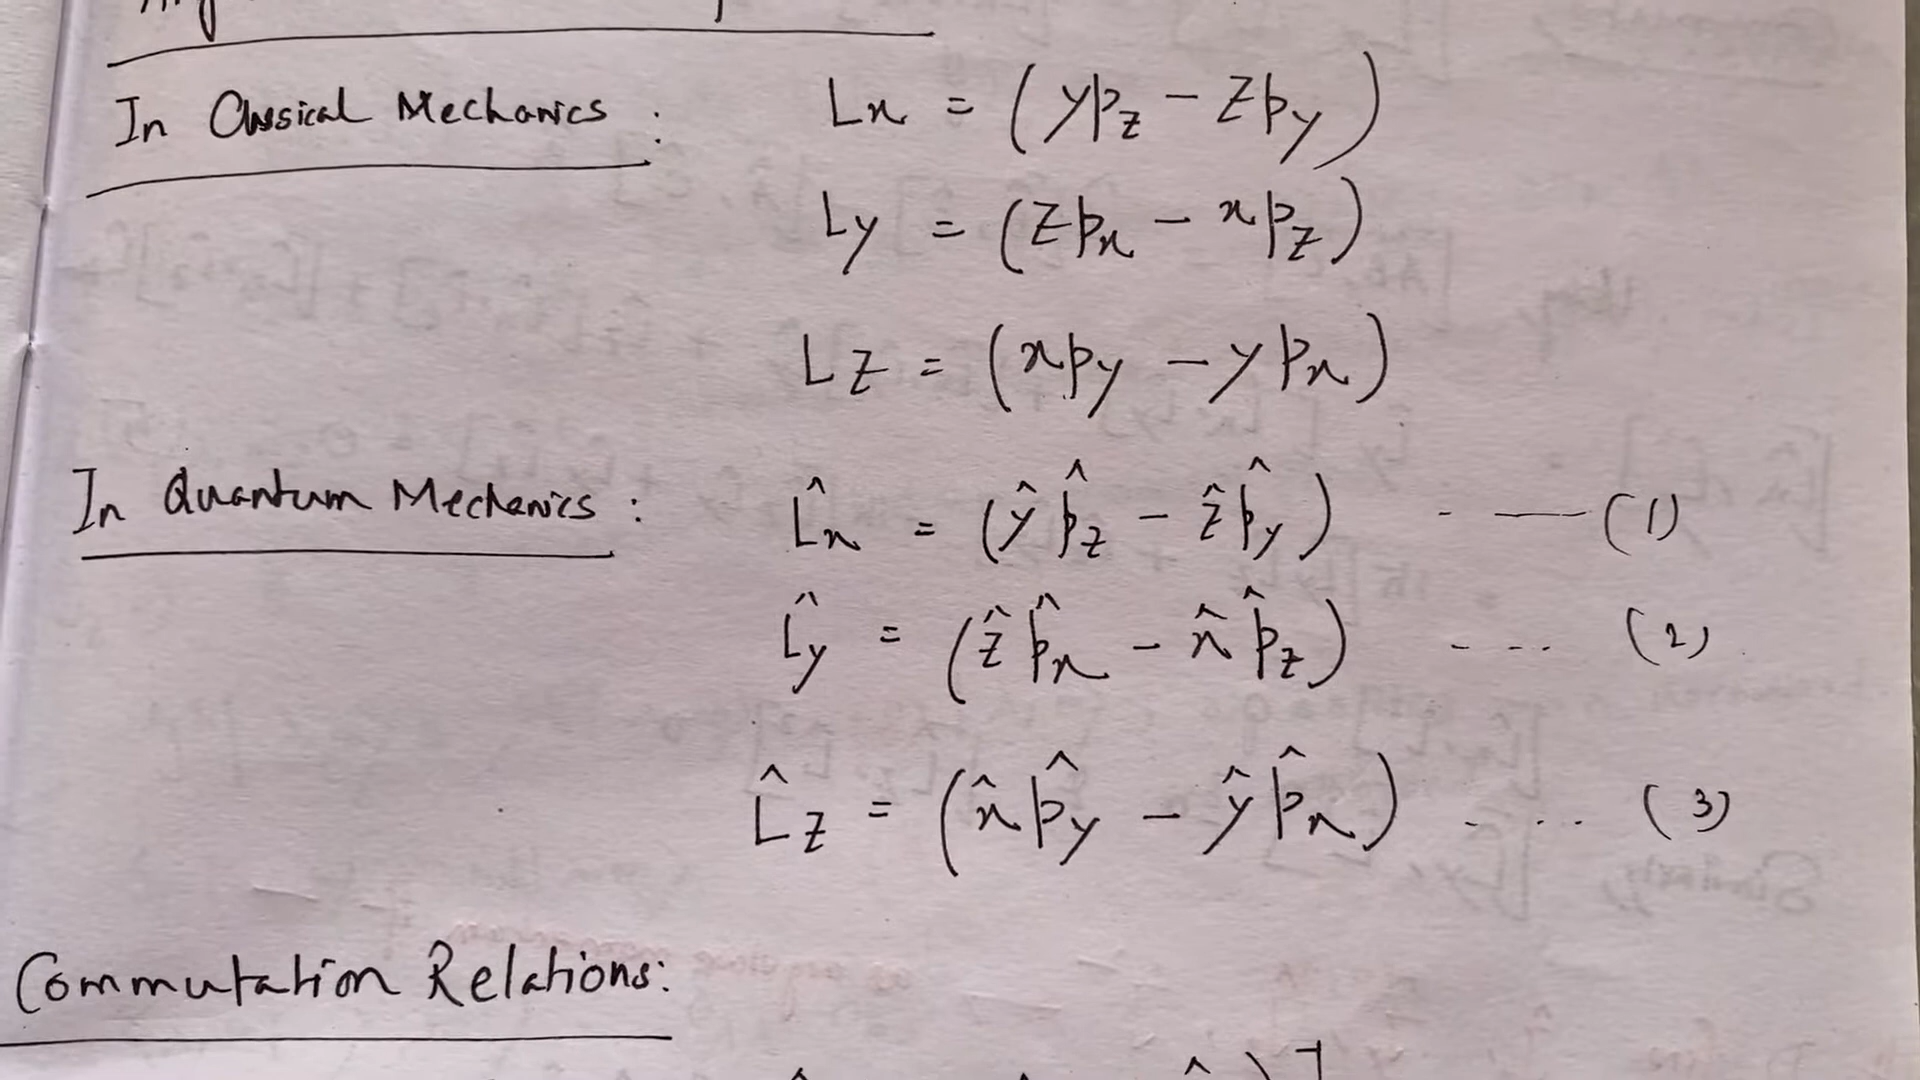 In Classical Mechanics : Lx = (ypz − zpy)
Ly = (zpx − xpz)
Lz = (xpy − ypx)
In Quantum Mechanics : L̂x = (ŷp̂z − ẑp̂y) - — (1)
L̂y = (ẑp̂x − x̂p̂z) ---- (2)
L̂z = (x̂p̂y − ŷp̂x) -... (3)
Commutation Relations: